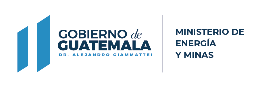 GOBIERNO de
GUATEMALA
DR. ALEJANDRO GIAMMATTEI
MINISTERIO DE
ENERGÍA
Y MINAS